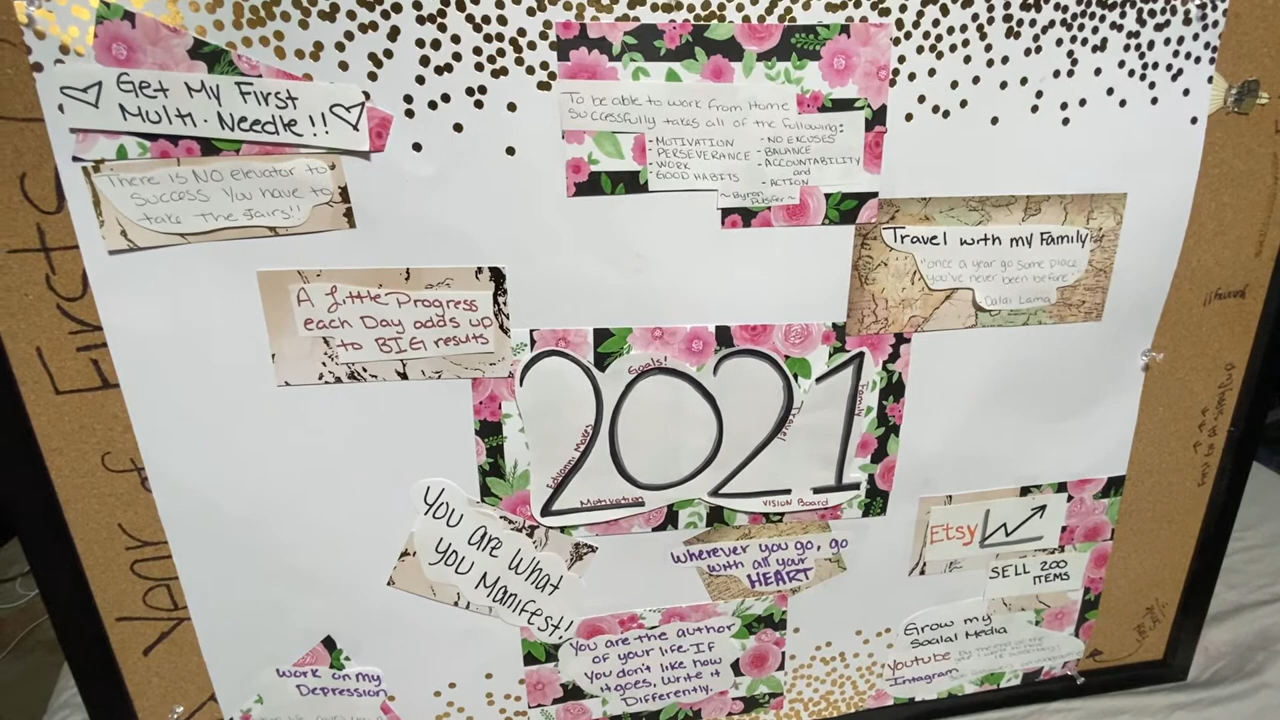 Get My First
Multi-Needle!!
There is NO elevator to
success You have to
take the stairs!!
A little Progress
each Day adds up
to BIG resuts
To be able to work from Home
successfully takes all of the following:
- MOTIVATION
- PERSEVERANCE
- WORK
- GOOD HABITS
- NO EXCUSES
- BALANCE
- ACCOUNTABILITY
and
- ACTION
~ Byron
Pulsifer ~
Travel with my Family
"once a year go some place
you've never been before"
- Dalai Lama
2021
Goals!
Travel
Family
Motivation
VISION Board
You are What
you Manifest!
Wherever you go, go
with all your
HEART
You are the author
of your life. If
you don't like how
it goes, write it
Differently.
Etsy
SELL 200
ITEMS
Grow my
Soaial Media
Youtube
Intagram
work on my
Depression
Year of Firsts